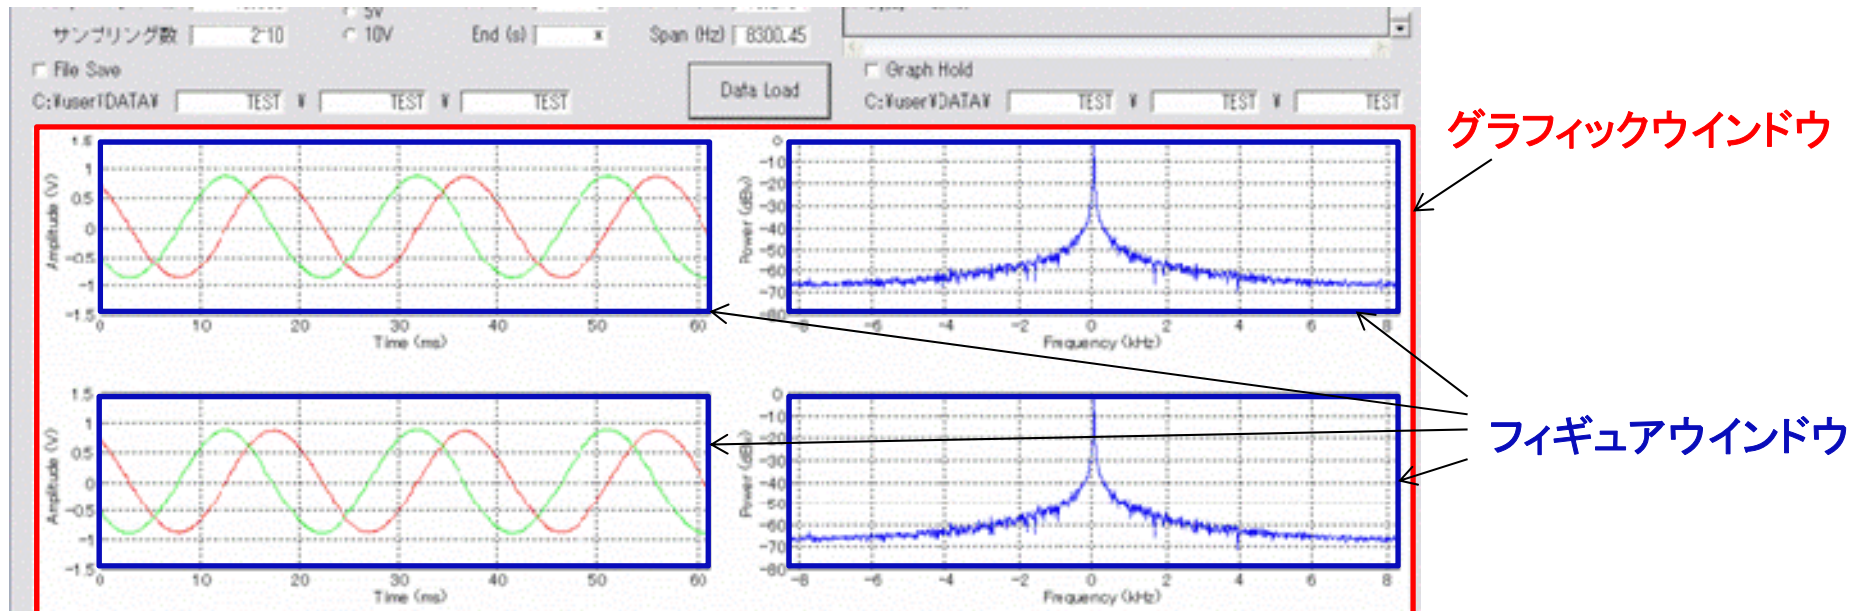 5V
サンプリング数 2^10 10V End (s) * Span (Hz) 8300.45
File Save Data Load Graph Hold
C:¥user¥DATA¥ TEST ¥ TEST ¥ TEST C:¥user¥DATA¥ TEST ¥ TEST ¥ TEST
グラフィックウインドウ
Amplitude (V)
1.5
1
0.5
0
-0.5
-1
-1.5
0 10 20 30 40 50 60
Time (ms)
Power (dBv)
0
-10
-20
-30
-40
-50
-60
-70
-80
-8 -6 -4 -2 0 2 4 6 8
Frequency (kHz)
フィギュアウインドウ
Amplitude (V)
1.5
1
0.5
0
-0.5
-1
-1.5
0 10 20 30 40 50 60
Time (ms)
Power (dBv)
0
-10
-20
-30
-40
-50
-60
-70
-80
-8 -6 -4 -2 0 2 4 6 8
Frequency (kHz)